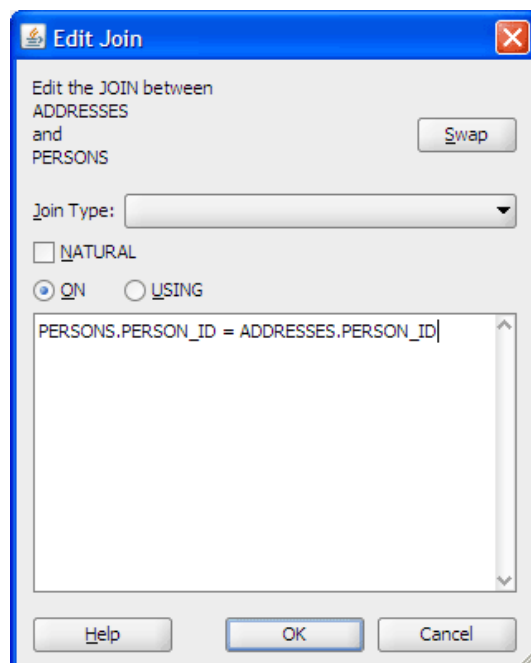 Edit Join
Edit the JOIN between
ADDRESSES
and
PERSONS
Swap
Join Type:
NATURAL
ON USING
PERSONS.PERSON_ID = ADDRESSES.PERSON_ID
Help OK Cancel